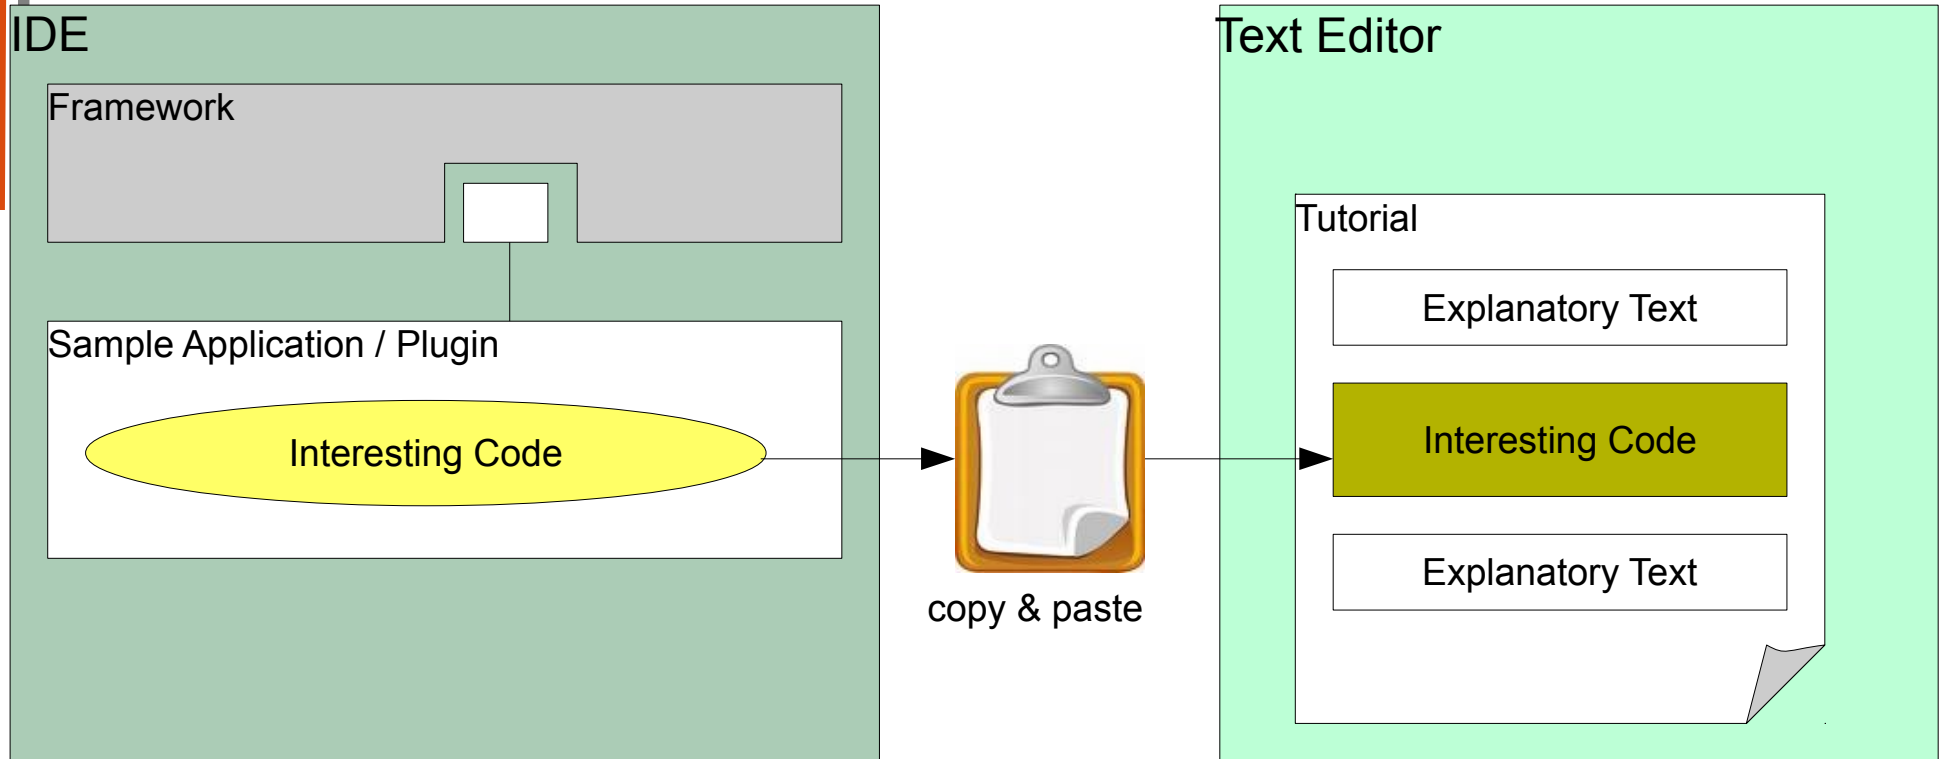 IDE
Framework
Sample Application / Plugin
Interesting Code
copy & paste
Text Editor
Tutorial
Explanatory Text
Interesting Code
Explanatory Text